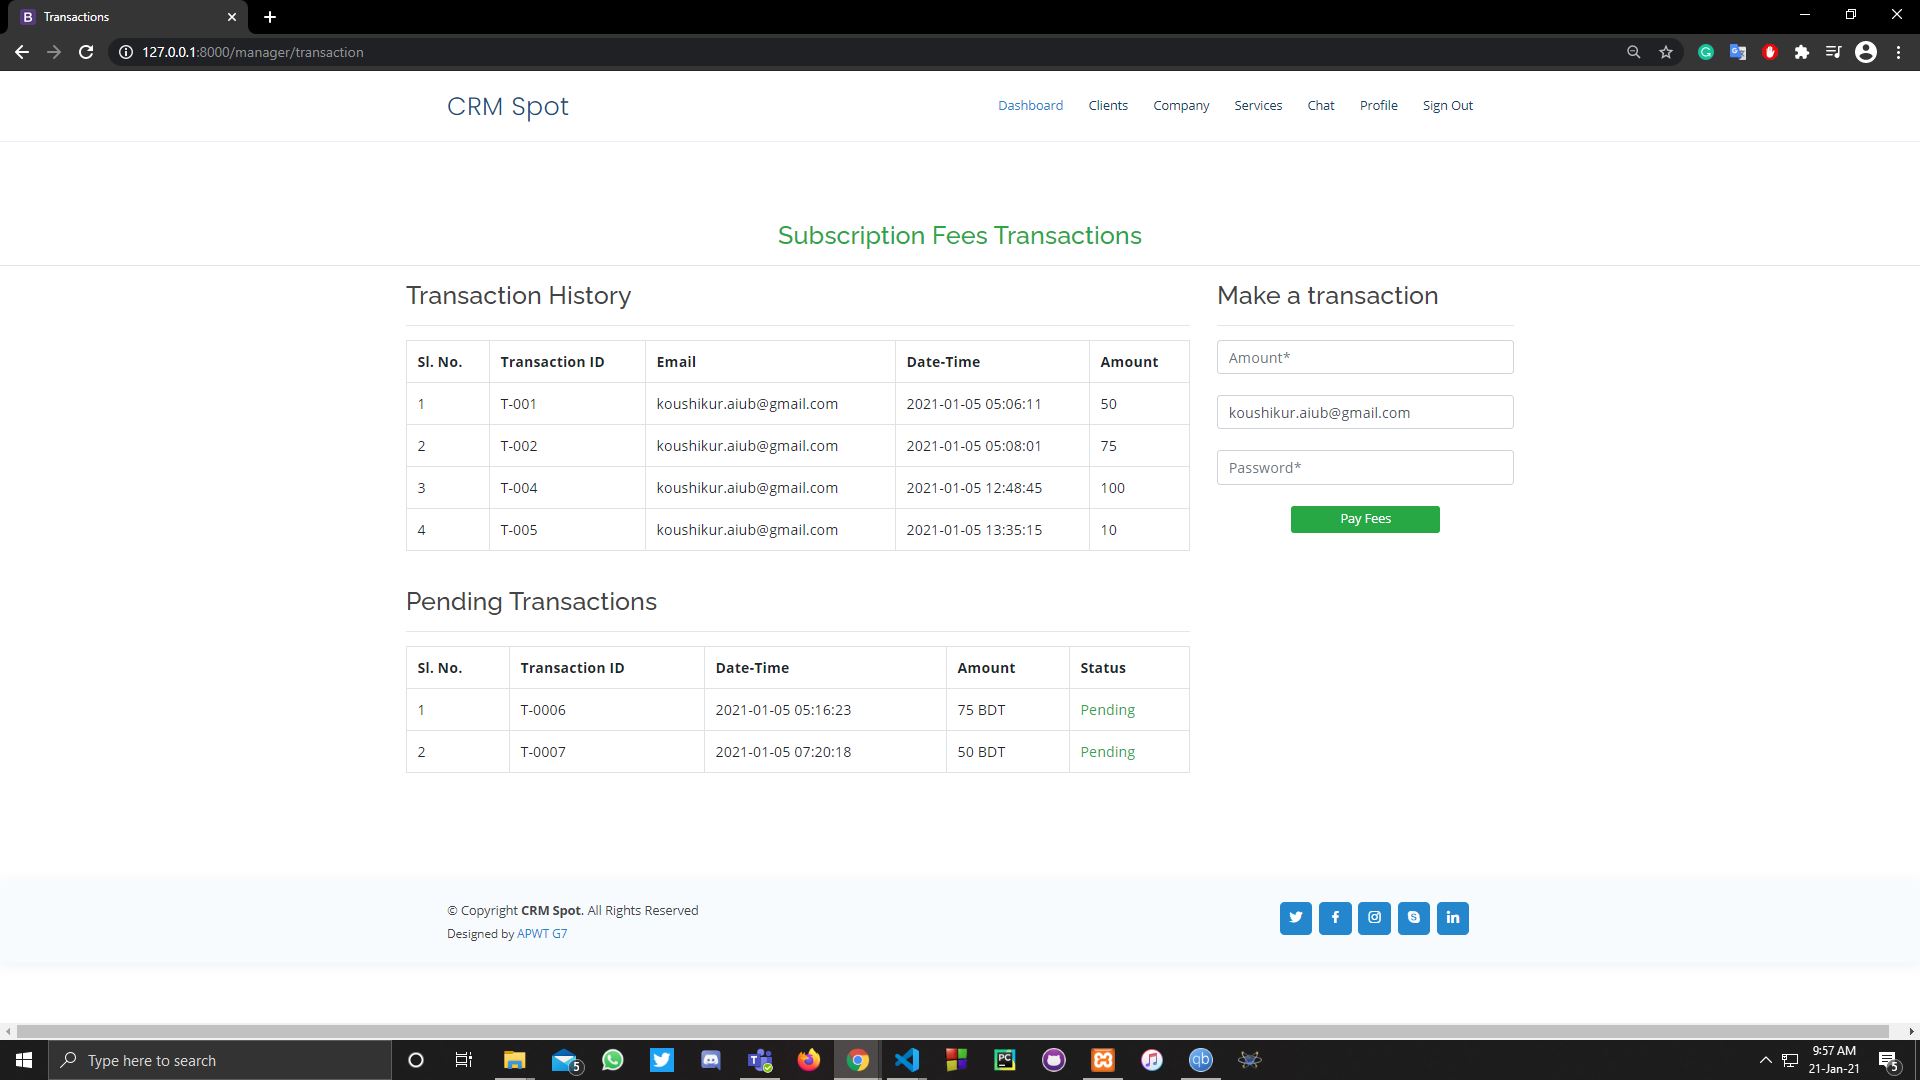 Transactions
127.0.0.1:8000/manager/transaction
CRM Spot
Dashboard Clients Company Services Chat Profile Sign Out
Subscription Fees Transactions
Transaction History
Sl. No. Transaction ID Email Date-Time Amount
1 T-001 koushikur.aiub@gmail.com 2021-01-05 05:06:11 50
2 T-002 koushikur.aiub@gmail.com 2021-01-05 05:08:01 75
3 T-004 koushikur.aiub@gmail.com 2021-01-05 12:48:45 100
4 T-005 koushikur.aiub@gmail.com 2021-01-05 13:35:15 10
Make a transaction
Amount*
koushikur.aiub@gmail.com
Password*
Pay Fees
Pending Transactions
Sl. No. Transaction ID Date-Time Amount Status
1 T-0006 2021-01-05 05:16:23 75 BDT Pending
2 T-0007 2021-01-05 07:20:18 50 BDT Pending
© Copyright CRM Spot. All Rights Reserved
Designed by APWT G7
Type here to search
5
PC
qb
9:57 AM
21-Jan-21
5